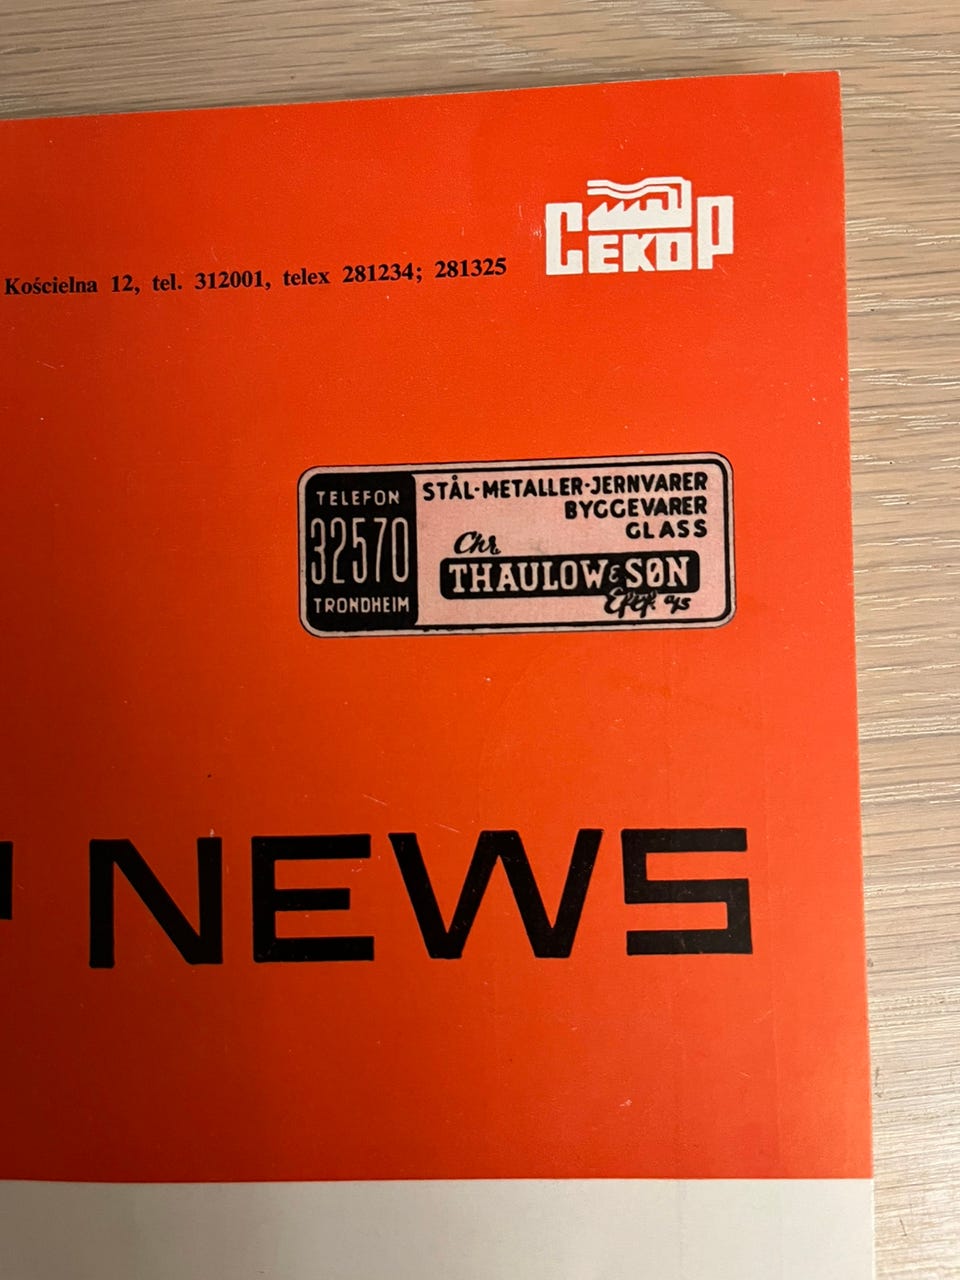 CEKOP
Kościelna 12, tel. 312001, telex 281234; 281325
TELEFON
32570
TRONDHEIM
STÅL-METALLER-JERNVARER
BYGGEVARER
GLASS
Chr.
THAULOW & SØN
Eftf. A/S
NEWS